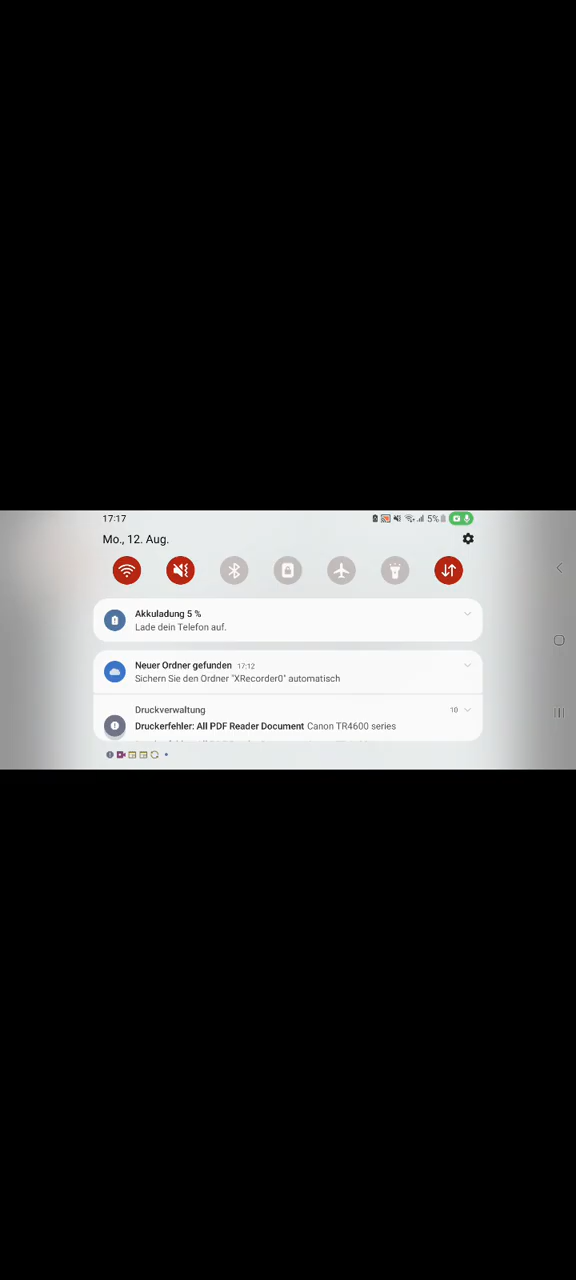 17:17
5%
Mo., 12. Aug.
Akkuladung 5 %
Lade dein Telefon auf.
Neuer Ordner gefunden 17:12
Sichern Sie den Ordner "XRecorder0" automatisch
Druckverwaltung 10
Druckerfehler: All PDF Reader Document Canon TR4600 series